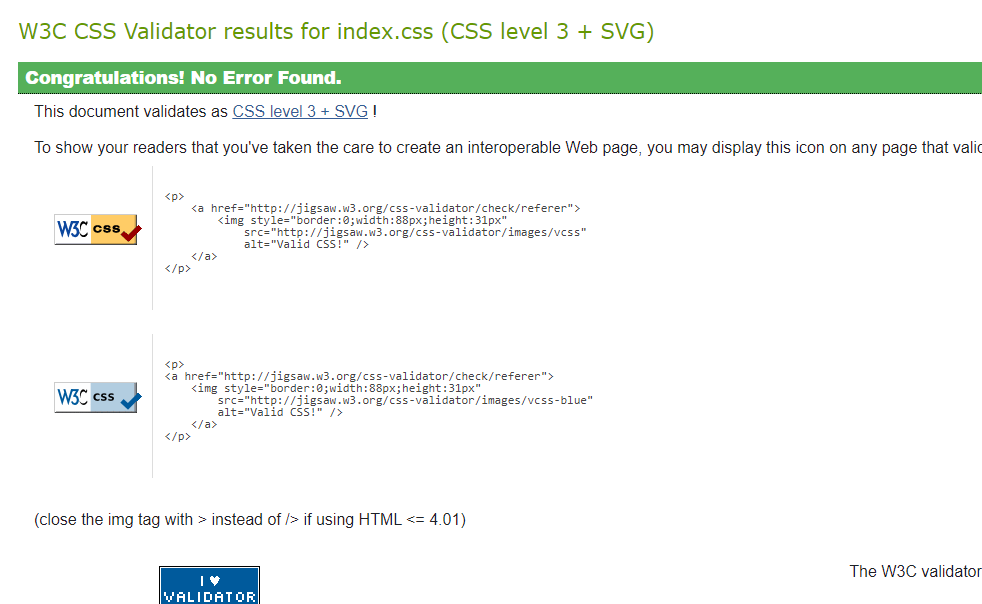 W3C CSS Validator results for index.css (CSS level 3 + SVG)
Congratulations! No Error Found.
This document validates as CSS level 3 + SVG !
To show your readers that you've taken the care to create an interoperable Web page, you may display this icon on any page that
W3C css
<p>
<a href="http://jigsaw.w3.org/css-validator/check/referer">
<img style="border:0;width:88px;height:31px"
src="http://jigsaw.w3.org/css-validator/images/vcss"
alt="Valid CSS!" />
</a>
</p>
W3C css
<p>
<a href="http://jigsaw.w3.org/css-validator/check/referer">
<img style="border:0;width:88px;height:31px"
src="http://jigsaw.w3.org/css-validator/images/vcss-blue"
alt="Valid CSS!" />
</a>
</p>
(close the img tag with > instead of /> if using HTML <= 4.01)
I ♥
VALIDATOR
The W3C validator